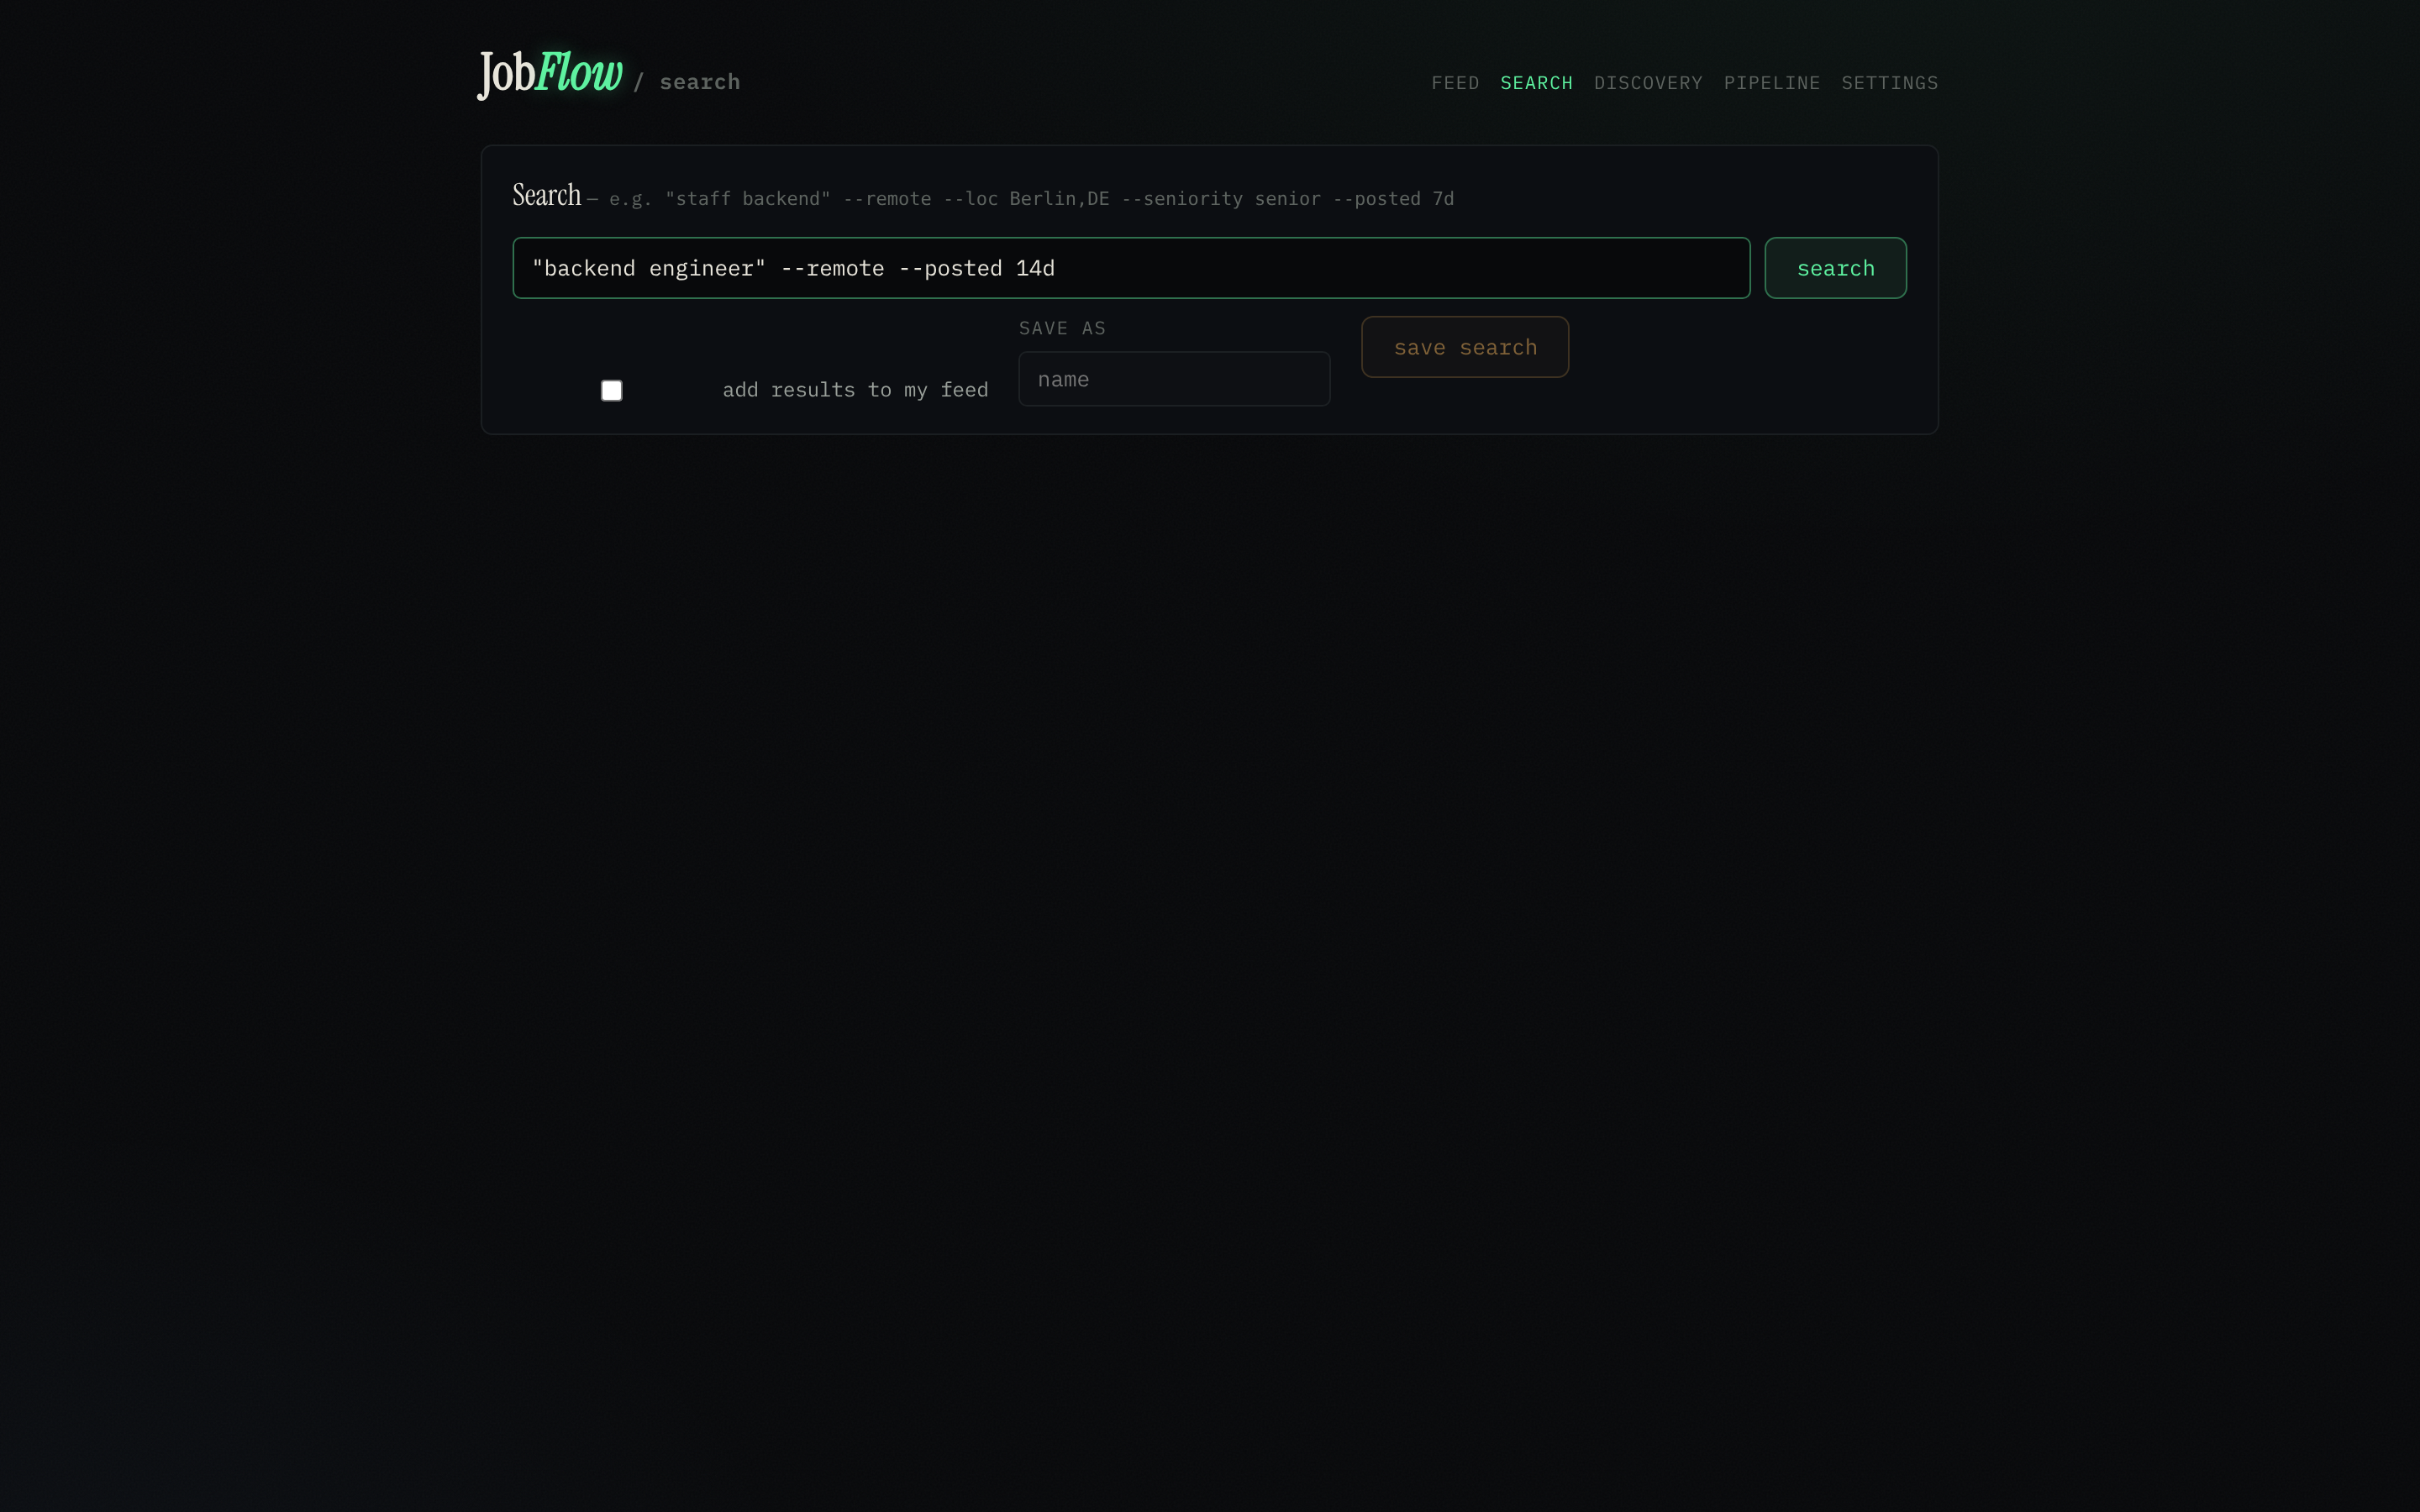 JobFlow / search
FEED SEARCH DISCOVERY PIPELINE SETTINGS
Search — e.g. "staff backend" --remote --loc Berlin,DE --seniority senior --posted 7d
"backend engineer" --remote --posted 14d
search
SAVE AS
save search
add results to my feed
name